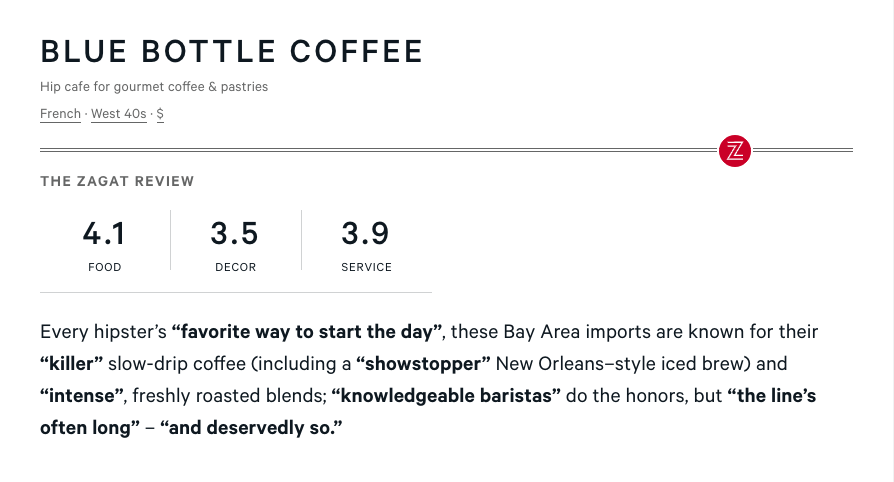 BLUE BOTTLE COFFEE
Hip cafe for gourmet coffee & pastries
French · West 40s · $
Z
THE ZAGAT REVIEW
4.1 3.5 3.9
FOOD DECOR SERVICE
Every hipster’s “favorite way to start the day”, these Bay Area imports are known for their
“killer” slow-drip coffee (including a “showstopper” New Orleans–style iced brew) and
“intense”, freshly roasted blends; “knowledgeable baristas” do the honors, but “the line’s
often long” – “and deservedly so.”